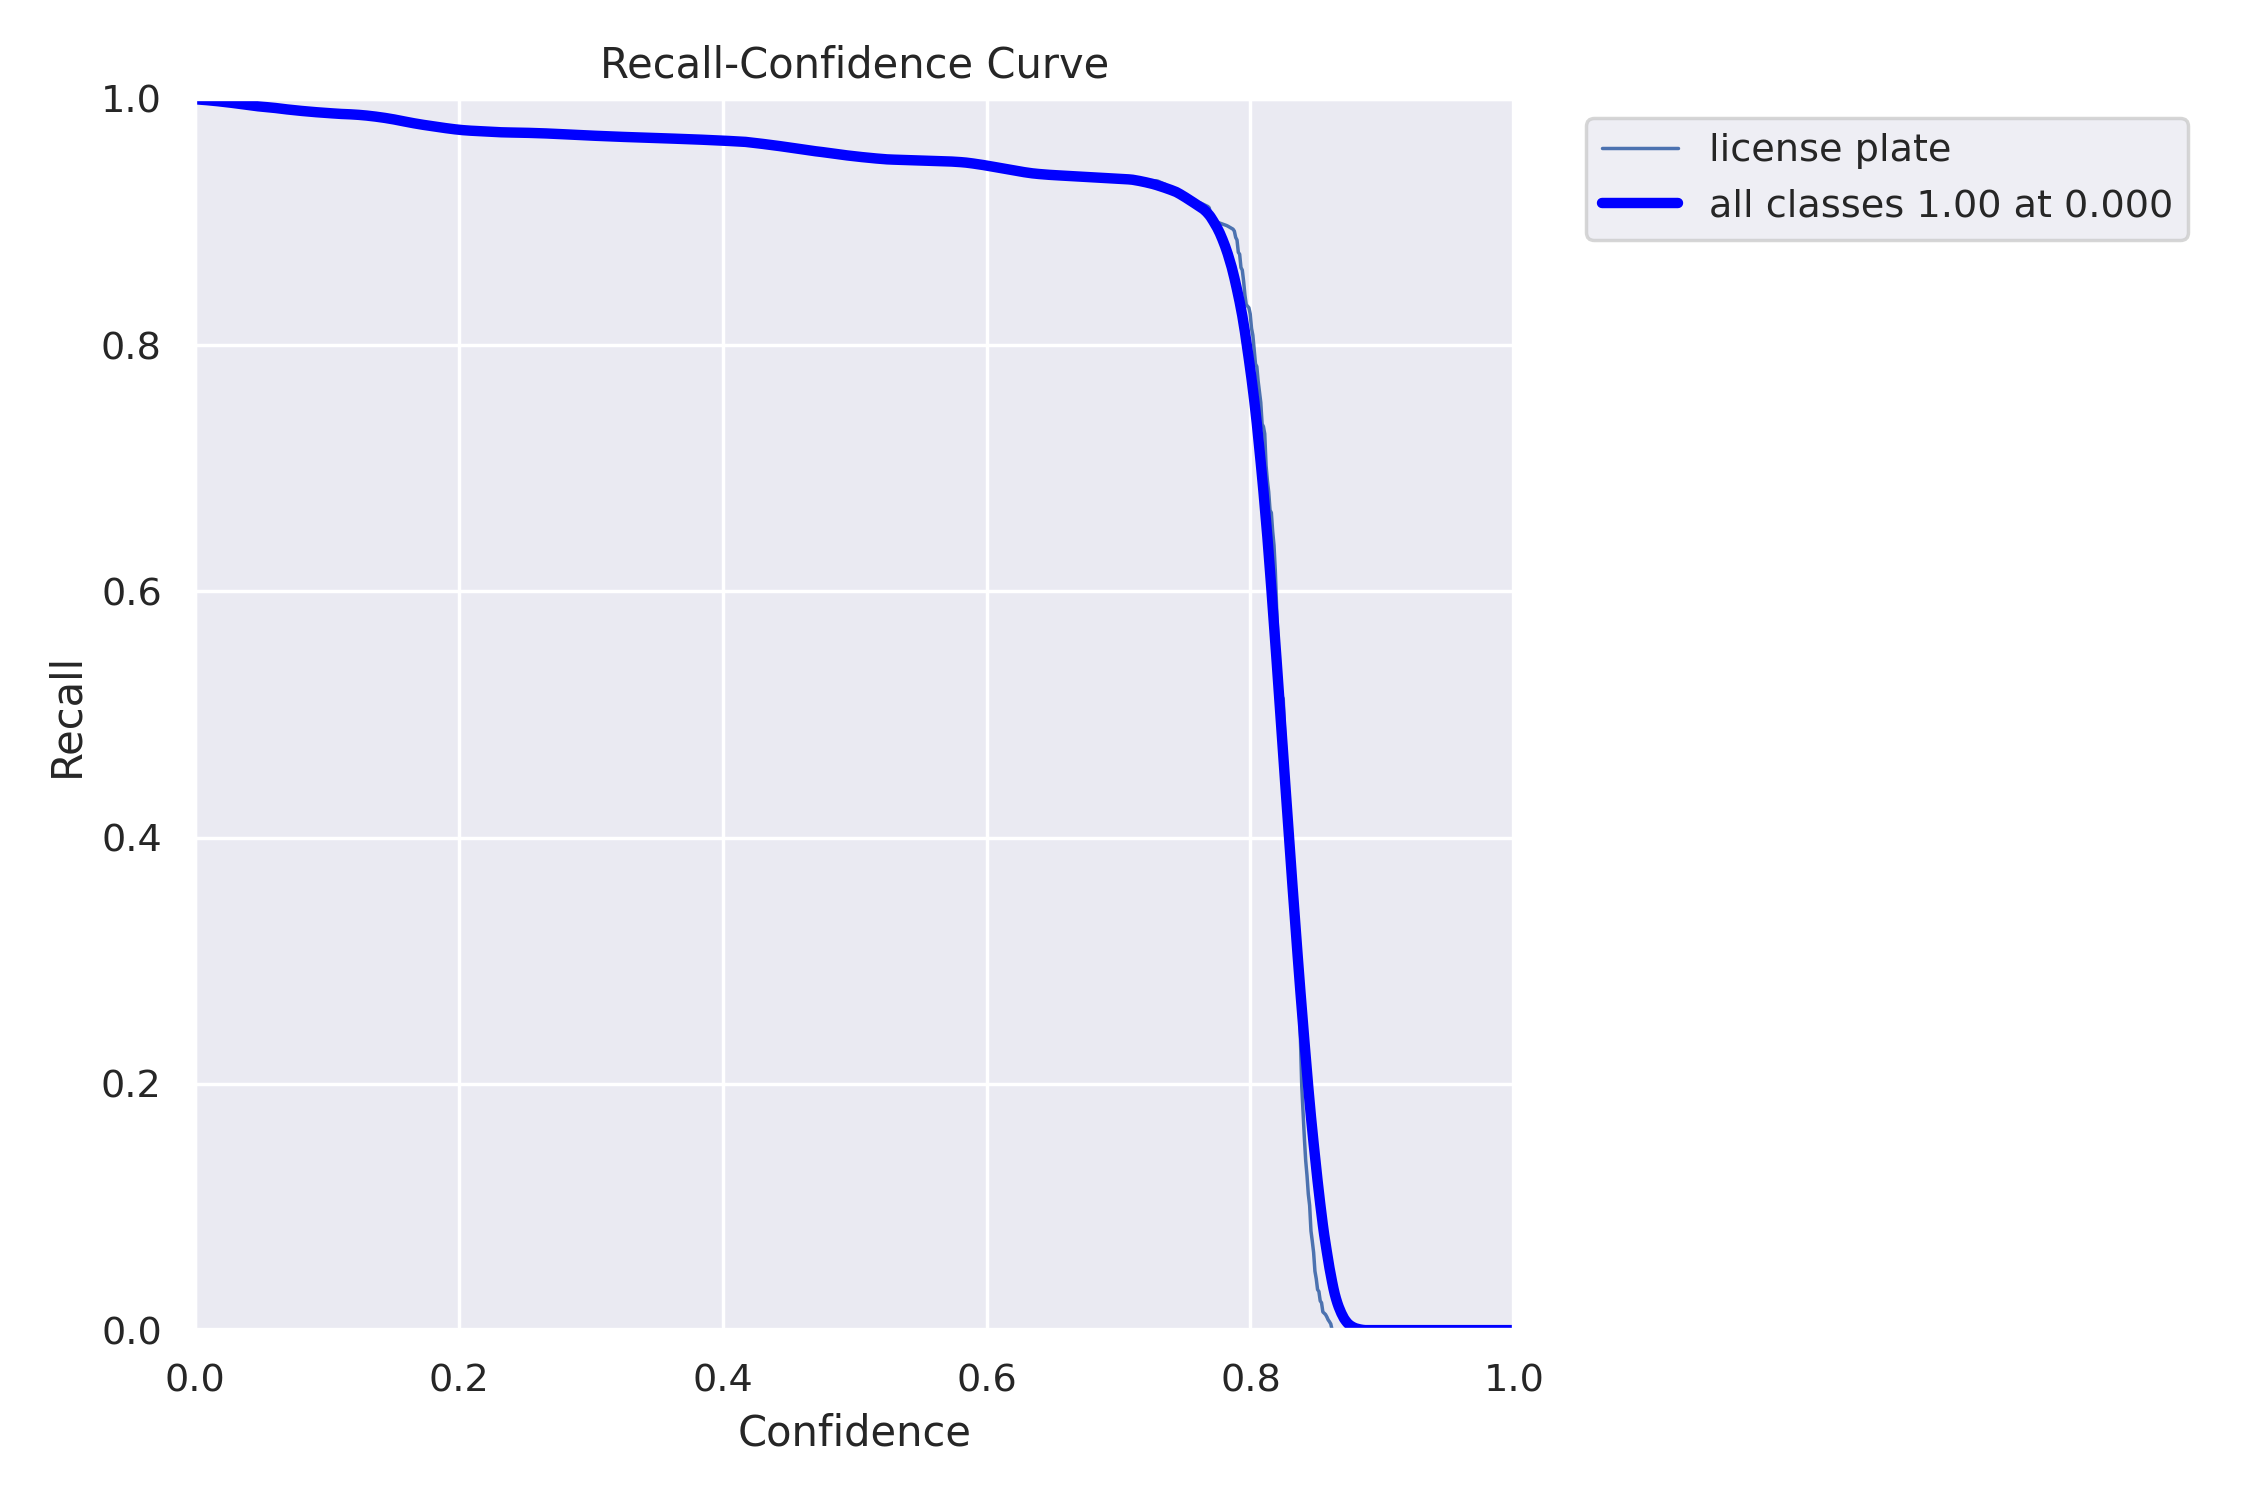 Recall-Confidence Curve
1.0
0.8
0.6
0.4
0.2
0.0
Recall
0.0 0.2 0.4 0.6 0.8 1.0
Confidence
license plate
all classes 1.00 at 0.000